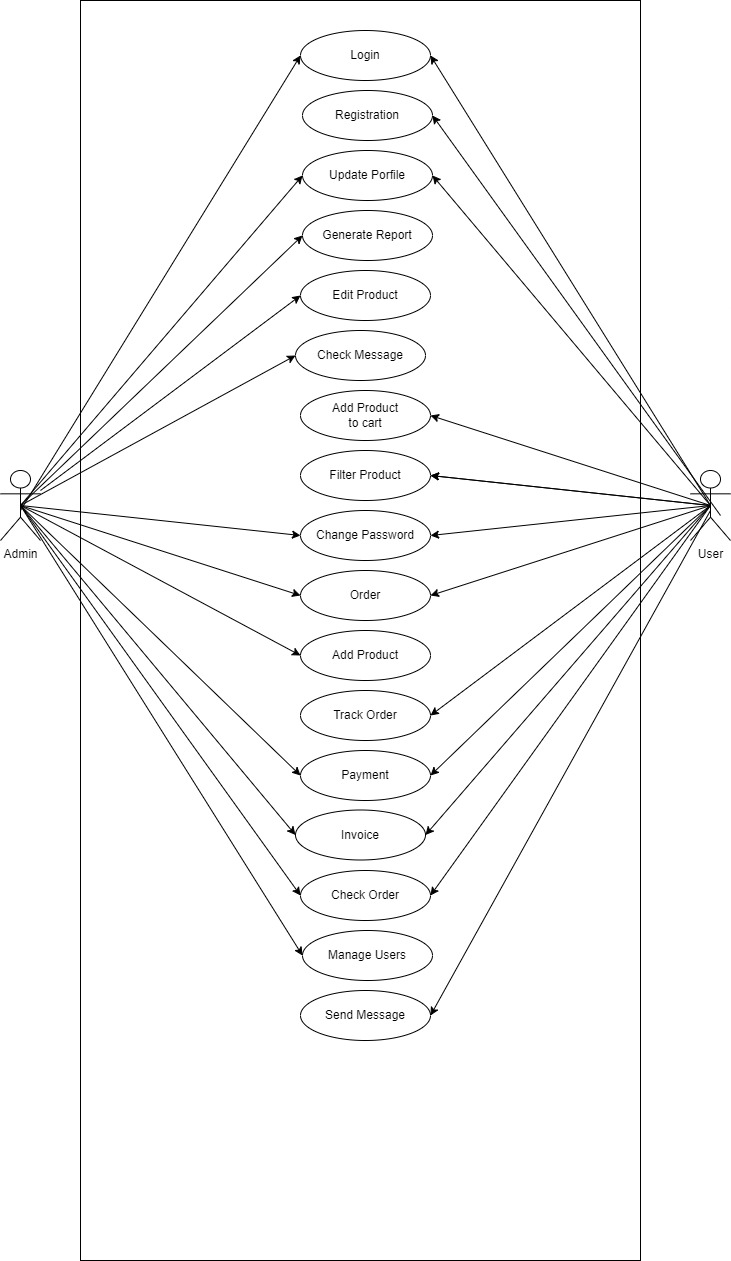 Login
Registration
Update Porfile
Generate Report
Edit Product
Check Message
Add Product
to cart
Filter Product
Change Password
Admin
User
Order
Add Product
Track Order
Payment
Invoice
Check Order
Manage Users
Send Message